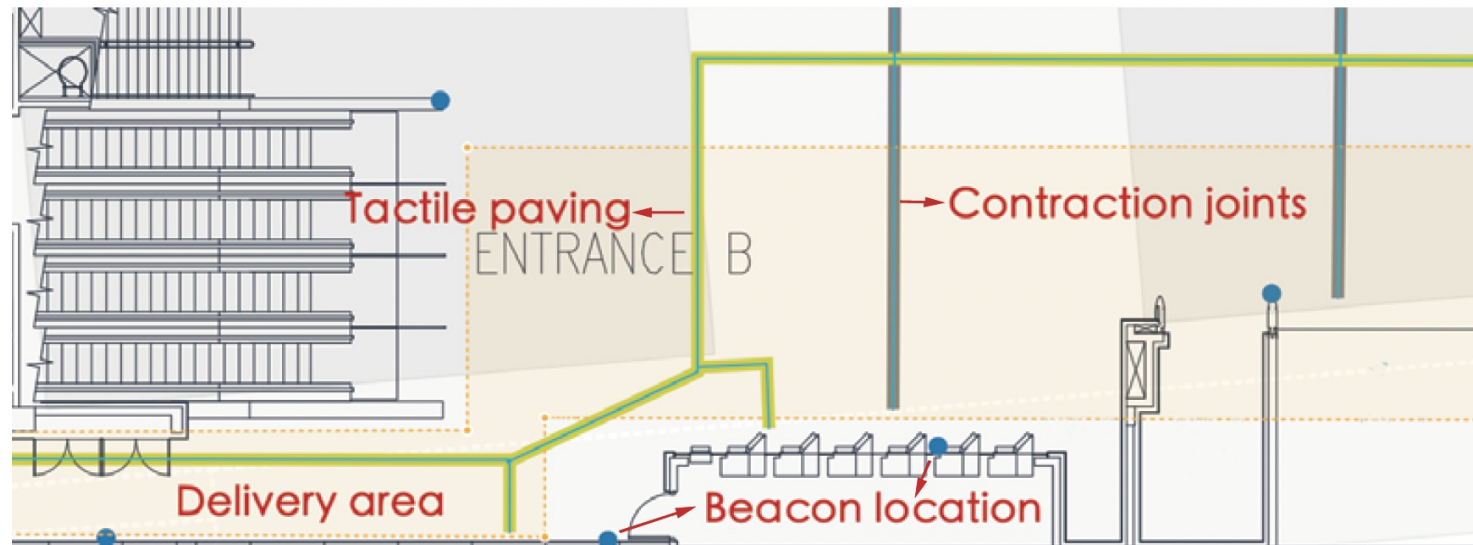 Tactile paving
Contraction joints
ENTRANCE B
Delivery area
Beacon location